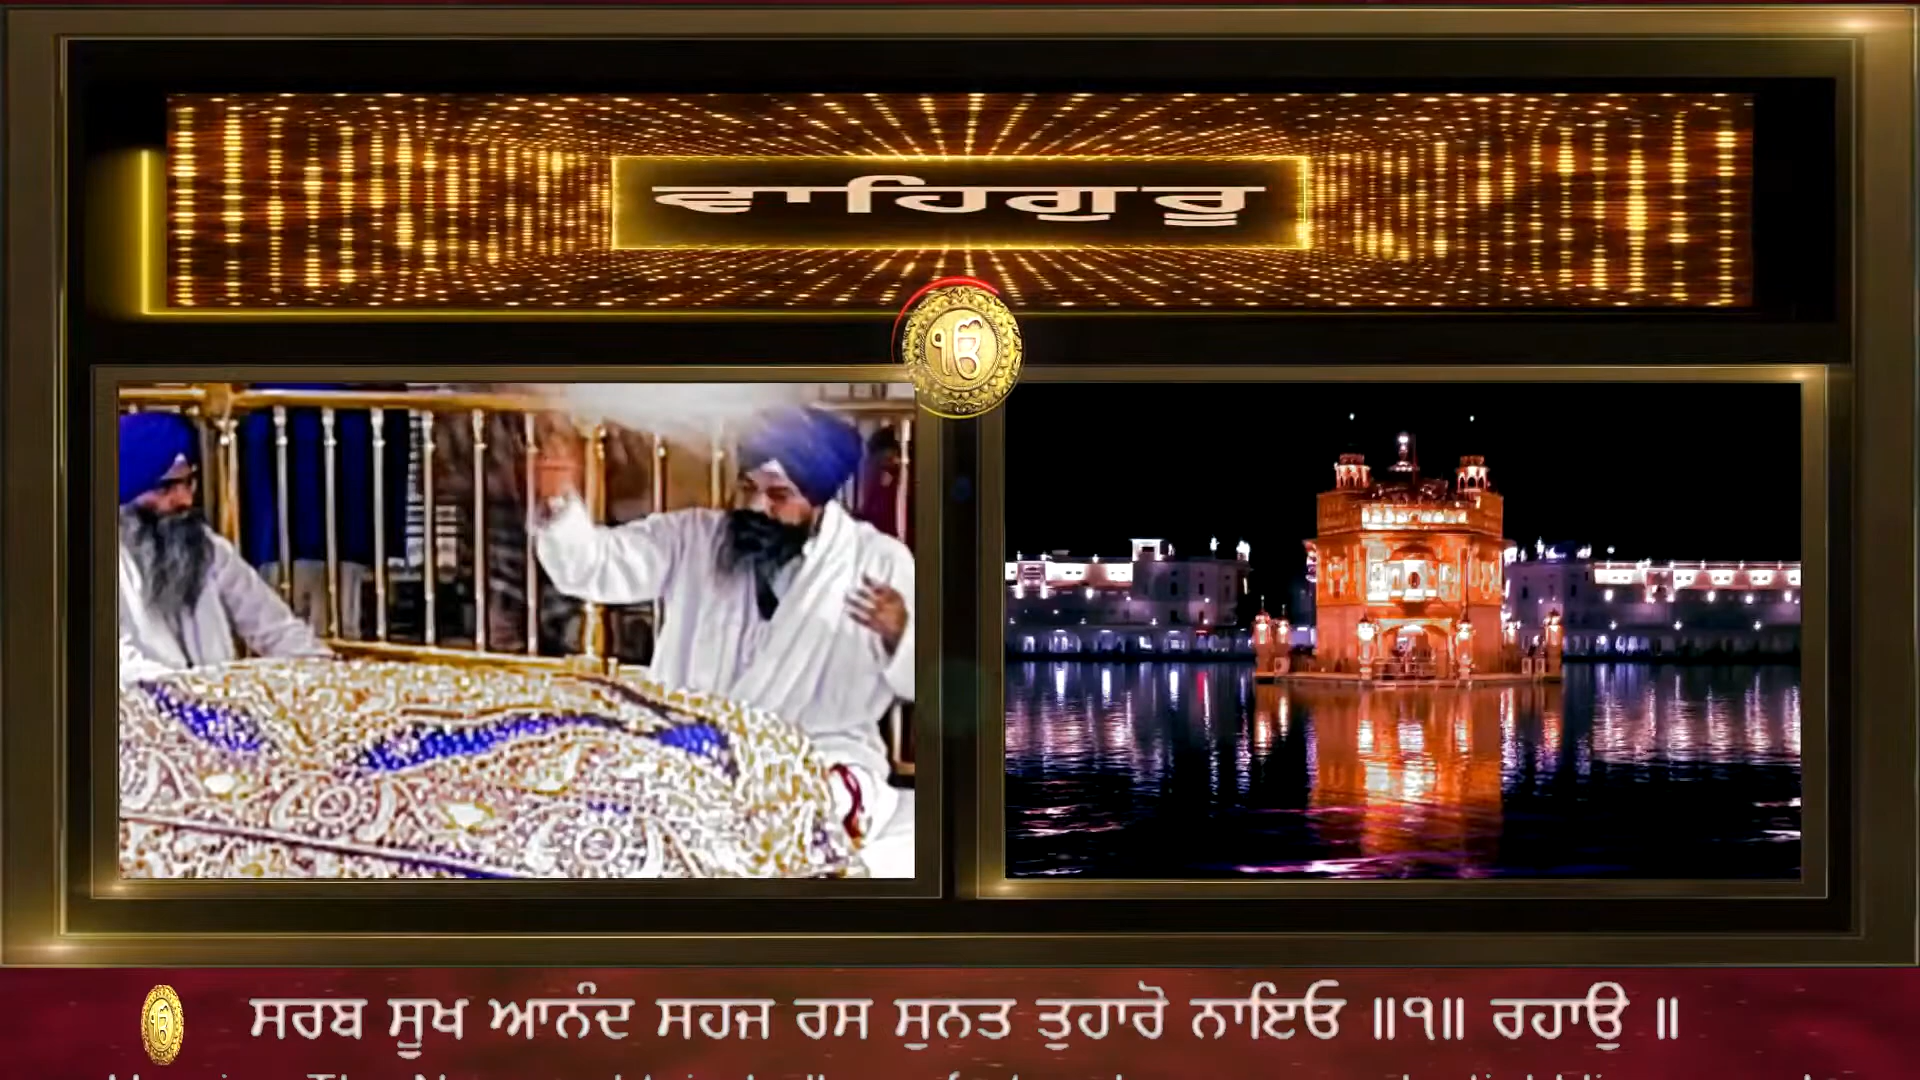 ਵਾਹਿਗੁਰੂ
ੴ
ੴ ਸਰਬ ਸੂਖ ਆਨੰਦ ਸਹਜ ਰਸ ਸੁਨਤ ਤੁਹਾਰੋ ਨਾਇਓ ॥੧॥ ਰਹਾਉ ॥